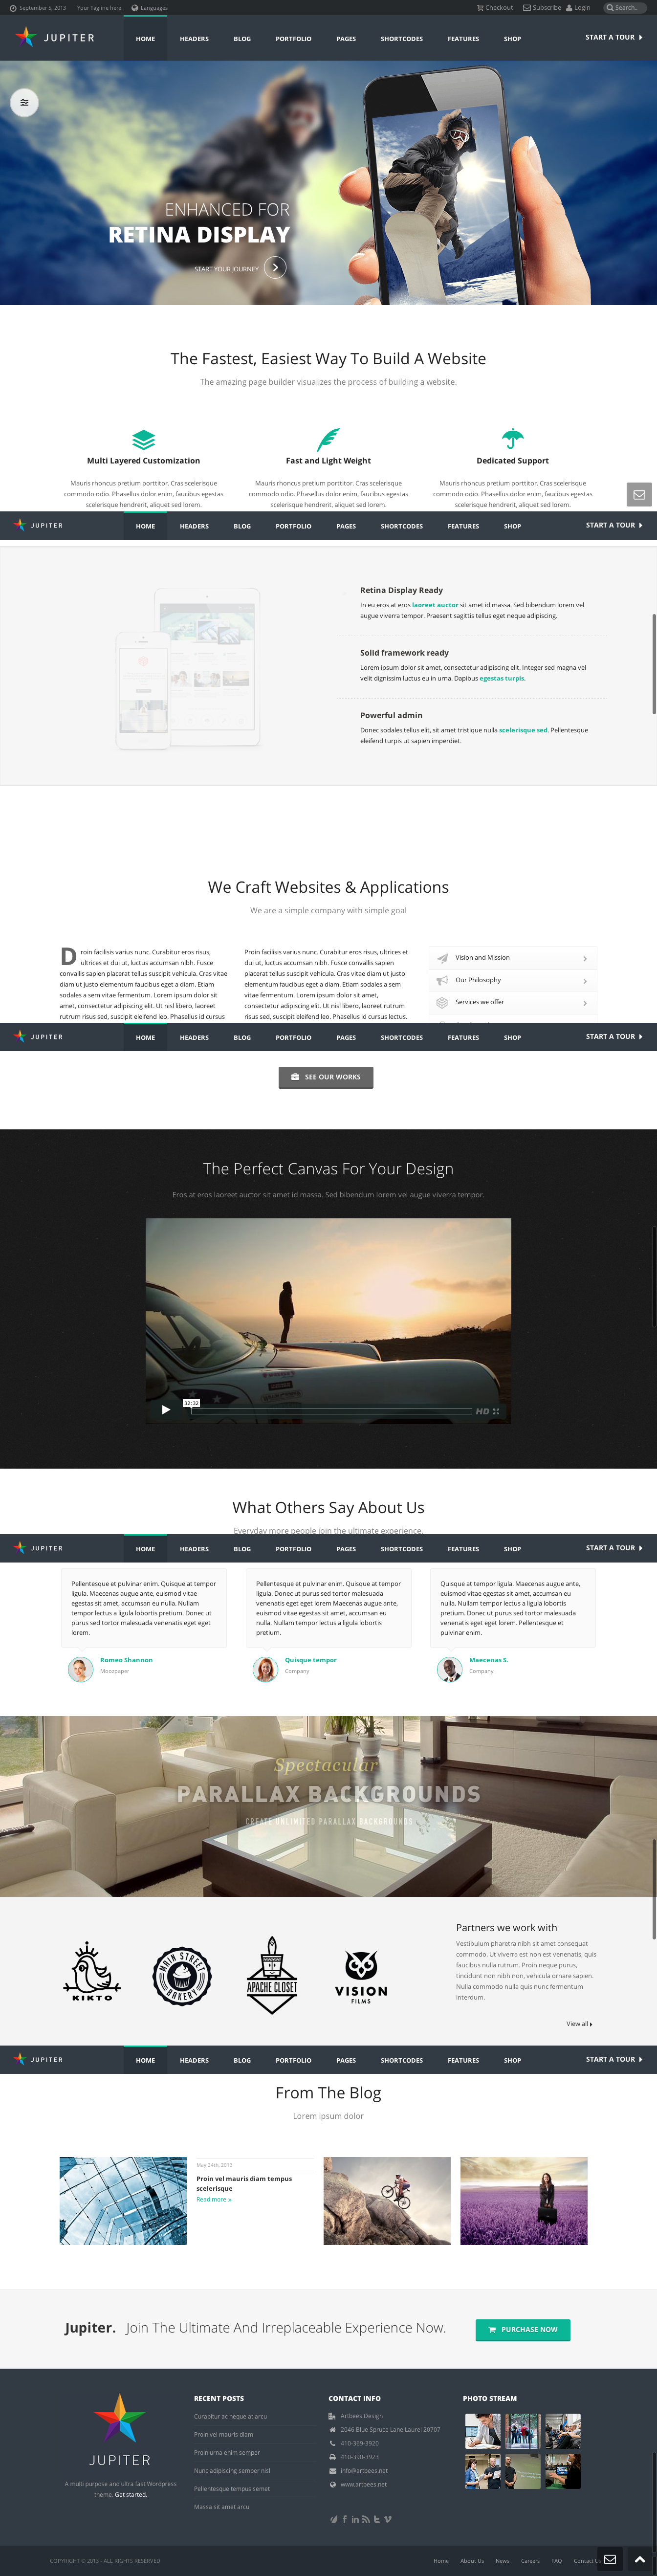 September 5, 2013 Your Tagline here. Languages Checkout Subscribe Login Search..
JUPITER HOME HEADERS BLOG PORTFOLIO PAGES SHORTCODES FEATURES SHOP START A TOUR
ENHANCED FOR
RETINA DISPLAY
START YOUR JOURNEY
The Fastest, Easiest Way To Build A Website
The amazing page builder visualizes the process of building a website.
Multi Layered Customization
Mauris rhoncus pretium porttitor. Cras scelerisque
commodo odio. Phasellus dolor enim, faucibus egestas
scelerisque hendrerit, aliquet sed lorem.
Fast and Light Weight
Mauris rhoncus pretium porttitor. Cras scelerisque
commodo odio. Phasellus dolor enim, faucibus egestas
scelerisque hendrerit, aliquet sed lorem.
Dedicated Support
Mauris rhoncus pretium porttitor. Cras scelerisque
commodo odio. Phasellus dolor enim, faucibus egestas
scelerisque hendrerit, aliquet sed lorem.
JUPITER HOME HEADERS BLOG PORTFOLIO PAGES SHORTCODES FEATURES SHOP START A TOUR
Retina Display Ready
In eu eros at eros laoreet auctor sit amet id massa. Sed bibendum lorem vel
augue viverra tempor. Praesent sagittis tellus eget neque adipiscing.
Solid framework ready
Lorem ipsum dolor sit amet, consectetur adipiscing elit. Integer sed magna vel
velit dignissim luctus eu in urna. Dapibus egestas turpis.
Powerful admin
Donec sodales tellus elit, sit amet tristique nulla scelerisque sed. Pellentesque
eleifend turpis ut sapien imperdiet.
We Craft Websites & Applications
We are a simple company with simple goal
Droin facilisis varius nunc. Curabitur eros risus,
ultrices et dui ut, luctus accumsan nibh. Fusce
convallis sapien placerat tellus suscipit vehicula. Cras vitae
diam ut justo elementum faucibus eget a diam. Etiam
sodales a sem vitae fermentum. Lorem ipsum dolor sit
amet, consectetur adipiscing elit. Ut nisl libero, laoreet
rutrum risus sed, suscipit eleifend leo. Phasellus id cursus
Proin facilisis varius nunc. Curabitur eros risus, ultrices et
dui ut, luctus accumsan nibh. Fusce convallis sapien
placerat tellus suscipit vehicula. Cras vitae diam ut justo
elementum faucibus eget a diam. Etiam sodales a sem
vitae fermentum. Lorem ipsum dolor sit amet,
consectetur adipiscing elit. Ut nisl libero, laoreet rutrum
risus sed, suscipit eleifend leo. Phasellus id cursus lectus.
Vision and Mission
Our Philosophy
Services we offer
JUPITER HOME HEADERS BLOG PORTFOLIO PAGES SHORTCODES FEATURES SHOP START A TOUR
SEE OUR WORKS
The Perfect Canvas For Your Design
Eros at eros laoreet auctor sit amet id massa. Sed bibendum lorem vel augue viverra tempor.
32:32
HD
What Others Say About Us
Everyday more people join the ultimate experience.
JUPITER HOME HEADERS BLOG PORTFOLIO PAGES SHORTCODES FEATURES SHOP START A TOUR
Pellentesque et pulvinar enim. Quisque at tempor
ligula. Maecenas augue ante, euismod vitae
egestas sit amet, accumsan eu nulla. Nullam
tempor lectus a ligula lobortis pretium. Donec ut
purus sed tortor malesuada venenatis eget eget
lorem.
Romeo Shannon
Moozpaper
Pellentesque et pulvinar enim. Quisque at tempor
ligula. Donec ut purus sed tortor malesuada
venenatis eget eget lorem Maecenas augue ante,
euismod vitae egestas sit amet, accumsan eu
nulla. Nullam tempor lectus a ligula lobortis
pretium.
Quisque tempor
Company
Quisque at tempor ligula. Maecenas augue ante,
euismod vitae egestas sit amet, accumsan eu
nulla. Nullam tempor lectus a ligula lobortis
pretium. Donec ut purus sed tortor malesuada
venenatis eget eget lorem. Pellentesque et
pulvinar enim.
Maecenas S.
Company
Spectacular
PARALLAX BACKGROUNDS
CREATE UNLIMITED PARALLAX BACKGROUNDS
KIKTO
MAIN STREET
BAKERY
APACHE CLOSET
VISION
FILMS
Partners we work with
Vestibulum pharetra nibh sit amet consequat
commodo. Ut viverra est non est venenatis, quis
faucibus nulla rutrum. Proin neque purus,
tincidunt non nibh non, vehicula ornare sapien.
Nulla commodo nulla quis nunc fermentum
interdum.
View all
JUPITER HOME HEADERS BLOG PORTFOLIO PAGES SHORTCODES FEATURES SHOP START A TOUR
From The Blog
Lorem ipsum dolor
May 24th, 2013
Proin vel mauris diam tempus
scelerisque
Read more »
Jupiter. Join The Ultimate And Irreplaceable Experience Now.
PURCHASE NOW
JUPITER
A multi purpose and ultra fast Wordpress
theme. Get started.
RECENT POSTS
Curabitur ac neque at arcu
Proin vel mauris diam
Proin urna enim semper
Nunc adipiscing semper nisl
Pellentesque tempus semet
Massa sit amet arcu
CONTACT INFO
Artbees Design
2046 Blue Spruce Lane Laurel 20707
410-369-3920
410-390-3923
info@artbees.net
www.artbees.net
PHOTO STREAM
COPYRIGHT © 2013 - ALL RIGHTS RESERVED
Home About Us News Careers FAQ Contact Us